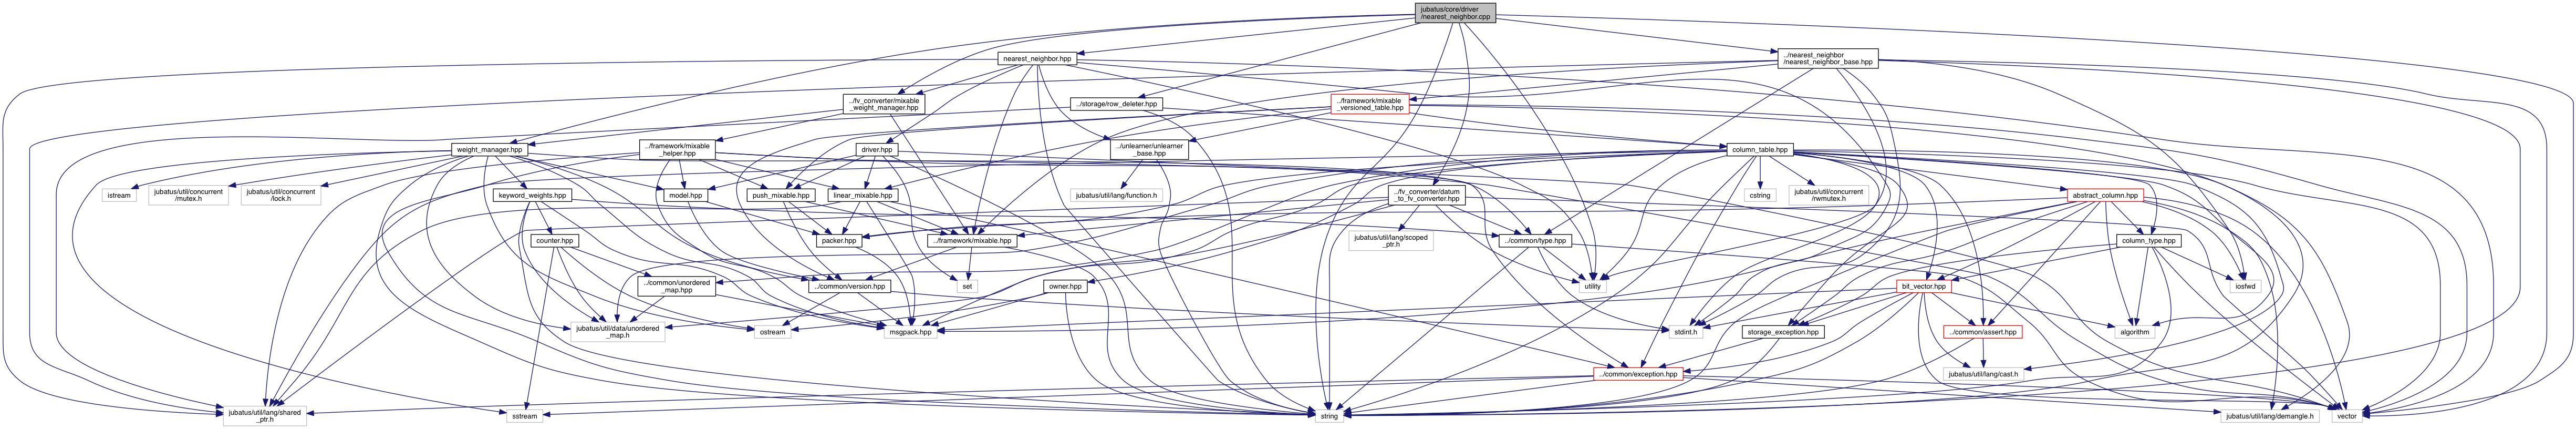 jubatus/core/driver
/nearest_neighbor.cpp
nearest_neighbor.hpp
../nearest_neighbor
/nearest_neighbor_base.hpp
../fv_converter/mixable
_weight_manager.hpp
../storage/row_deleter.hpp
../framework/mixable
_versioned_table.hpp
weight_manager.hpp
../framework/mixable
_helper.hpp
driver.hpp
../unlearner/unlearner
_base.hpp
column_table.hpp
istream
jubatus/util/concurrent
/mutex.h
jubatus/util/concurrent
/lock.h
keyword_weights.hpp
model.hpp
push_mixable.hpp
linear_mixable.hpp
jubatus/util/lang/function.h
../fv_converter/datum
_to_fv_converter.hpp
cstring
jubatus/util/concurrent
/rwmutex.h
abstract_column.hpp
counter.hpp
packer.hpp
../framework/mixable.hpp
jubatus/util/lang/scoped
_ptr.h
../common/type.hpp
column_type.hpp
../common/unordered
_map.hpp
../common/version.hpp
set
owner.hpp
utility
bit_vector.hpp
iosfwd
jubatus/util/data/unordered
_map.h
ostream
msgpack.hpp
stdint.h
storage_exception.hpp
../common/assert.hpp
algorithm
../common/exception.hpp
jubatus/util/lang/cast.h
jubatus/util/lang/shared
_ptr.h
sstream
string
jubatus/util/lang/demangle.h
vector